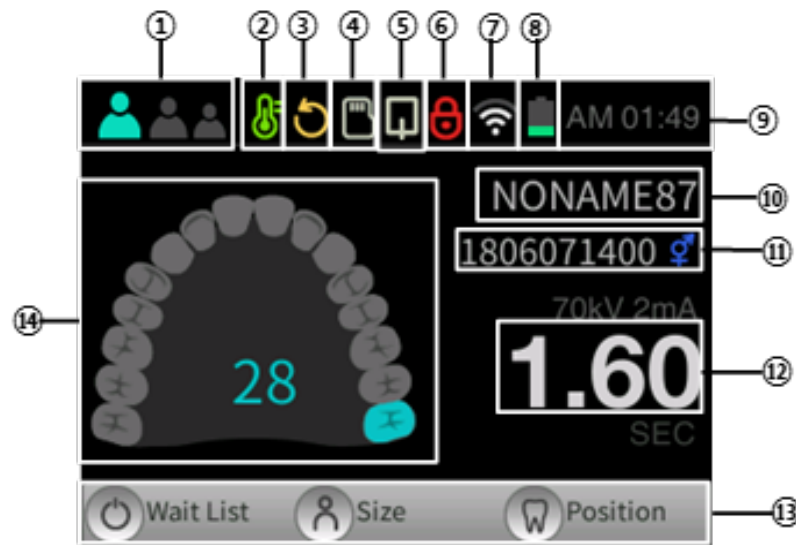 ① ② ③ ④ ⑤ ⑥ ⑦ ⑧
AM 01:49 ⑨
NONAME87 ⑩
1806071400 ⑪
70kV 2mA
⑭ 28 1.60 ⑫
SEC
Wait List Size Position ⑬